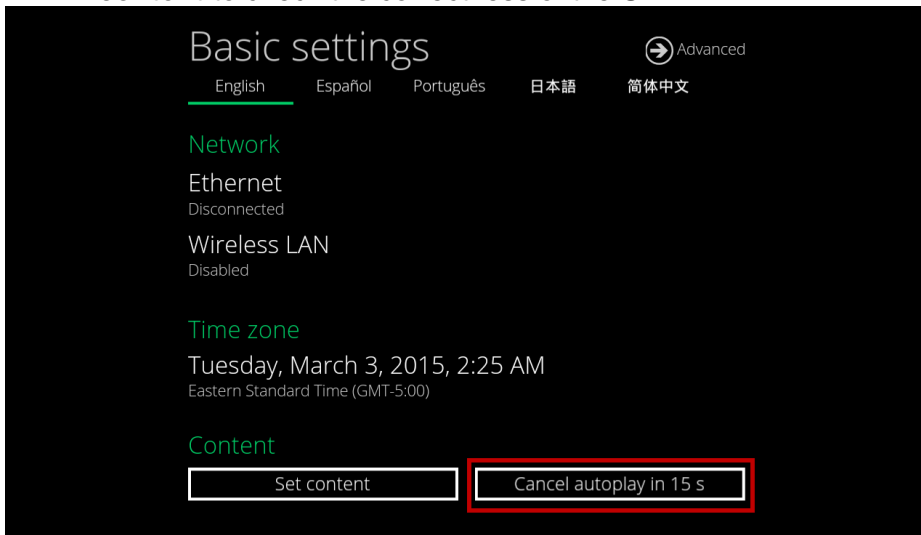 Basic settings
Advanced
English Español Português 日本語 简体中文
Network
Ethernet
Disconnected
Wireless LAN
Disabled
Time zone
Tuesday, March 3, 2015, 2:25 AM
Eastern Standard Time (GMT-5:00)
Content
Set content
Cancel autoplay in 15 s